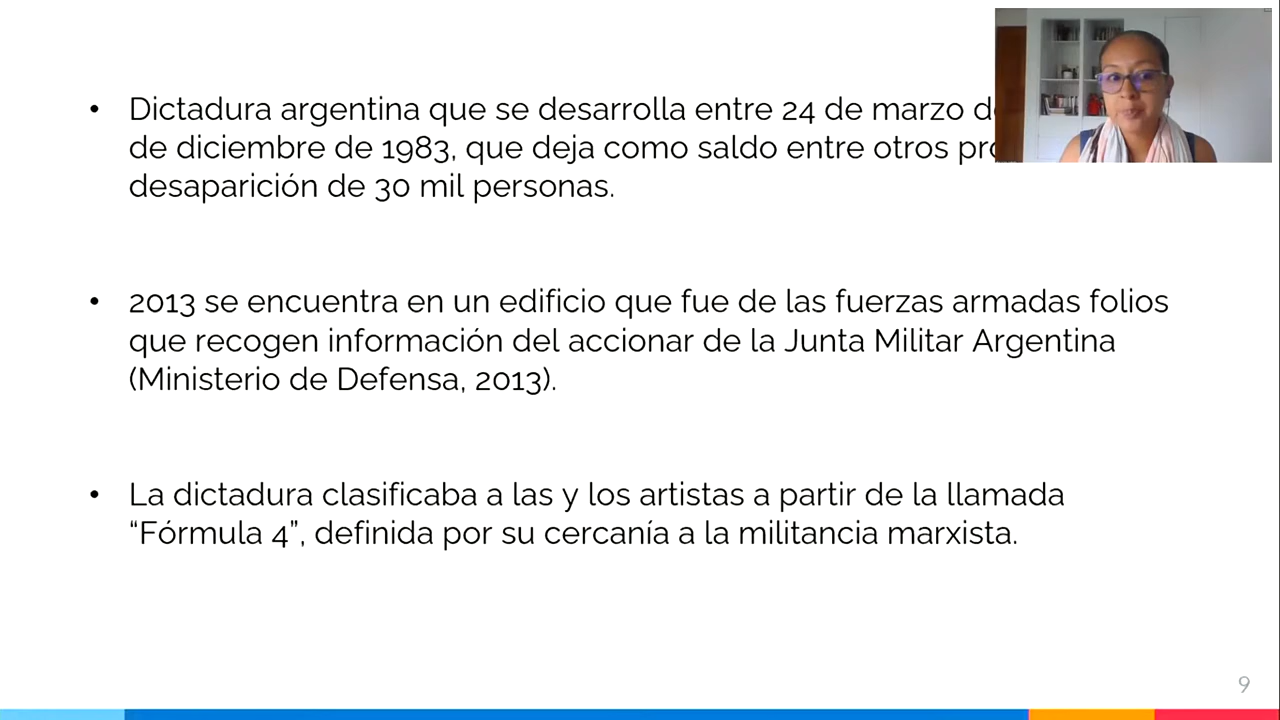 • Dictadura argentina que se desarrolla entre 24 de marzo
de diciembre de 1983, que deja como saldo entre otros
desaparición de 30 mil personas.
• 2013 se encuentra en un edificio que fue de las fuerzas armadas folios
que recogen información del accionar de la Junta Militar Argentina
(Ministerio de Defensa, 2013).
• La dictadura clasificaba a las y los artistas a partir de la llamada
“Fórmula 4”, definida por su cercanía a la militancia marxista.
9